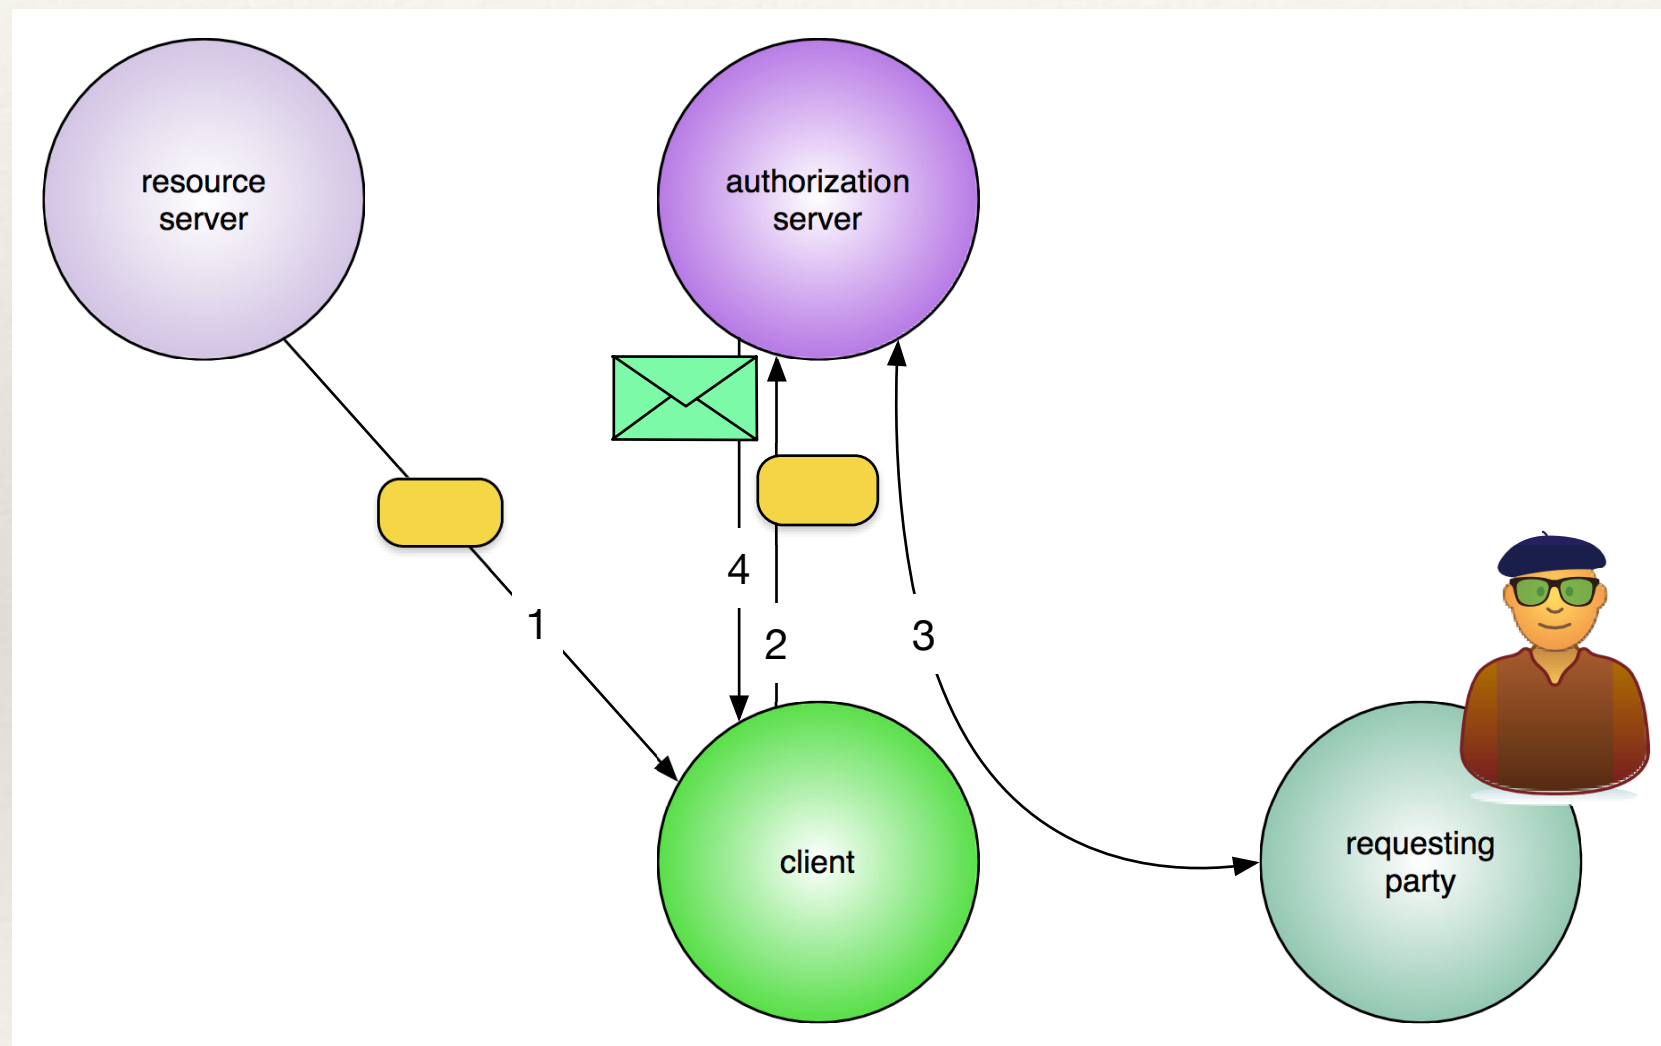 resource
server
authorization
server
4
1
2
3
client
requesting
party